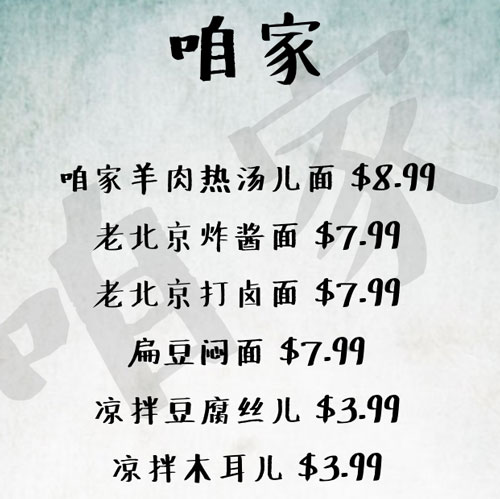 咱家
咱家羊肉热汤儿面 $8.99
老北京炸酱面 $7.99
老北京打卤面 $7.99
扁豆焖面 $7.99
凉拌豆腐丝儿 $3.99
凉拌木耳儿 $3.99
咱家